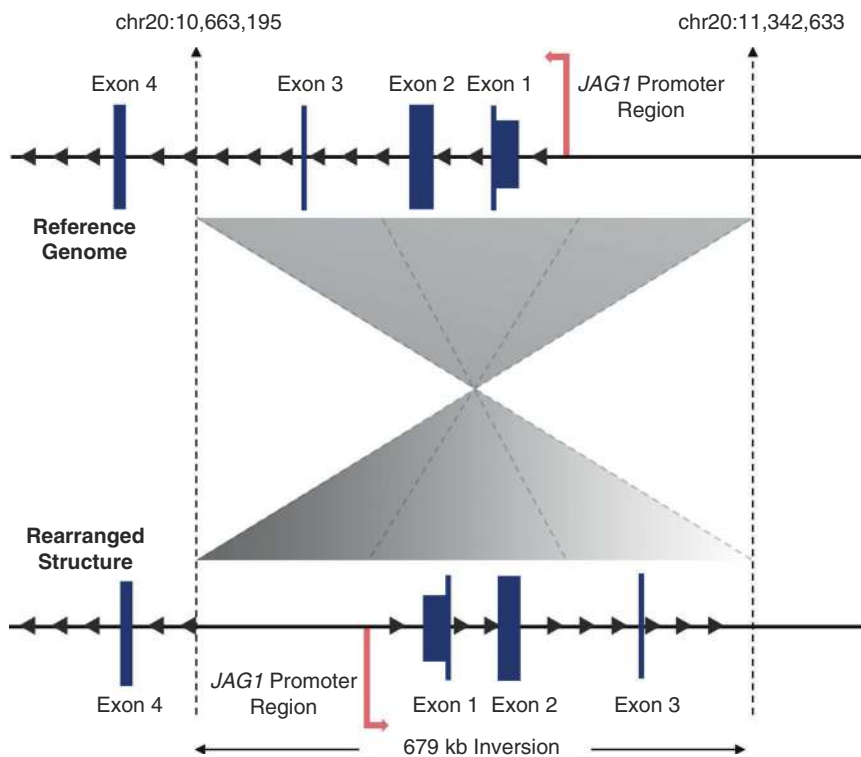 chr20:10,663,195
chr20:11,342,633
Exon 4
Exon 3
Exon 2
Exon 1
JAG1 Promoter
Region
Reference
Genome
Rearranged
Structure
Exon 4
JAG1 Promoter
Region
Exon 1
Exon 2
Exon 3
679 kb Inversion